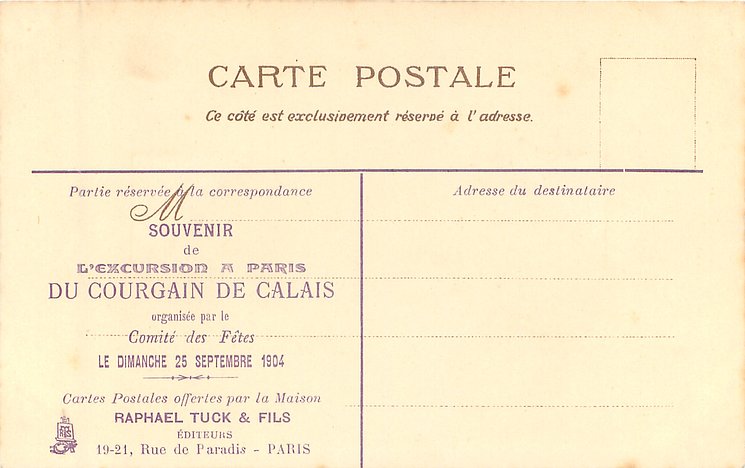 CARTE POSTALE
Ce côté est exclusivement réservé à l'adresse.
Partie réservée à la correspondance
Adresse du destinataire
M
SOUVENIR
de
L'EXCURSION A PARIS
DU COURGAIN DE CALAIS
organisée par le
Comité des Fêtes
LE DIMANCHE 25 SEPTEMBRE 1904
Cartes Postales offertes par la Maison
RAPHAEL TUCK & FILS
ÉDITEURS
19-21, Rue de Paradis - PARIS